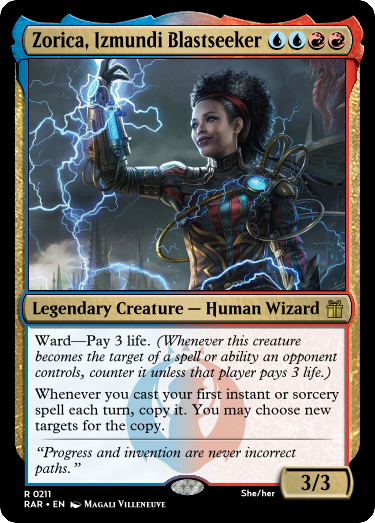 Zorica, Izmundi Blastseeker
Legendary Creature — Human Wizard
Ward—Pay 3 life. (Whenever this creature
becomes the target of a spell or ability an opponent
controls, counter it unless that player pays 3 life.)
Whenever you cast your first instant or sorcery
spell each turn, copy it. You may choose new
targets for the copy.
“Progress and invention are never incorrect
paths.”
3/3
R 0211
She/her
RAR • EN MAGALI VILLENEUVE